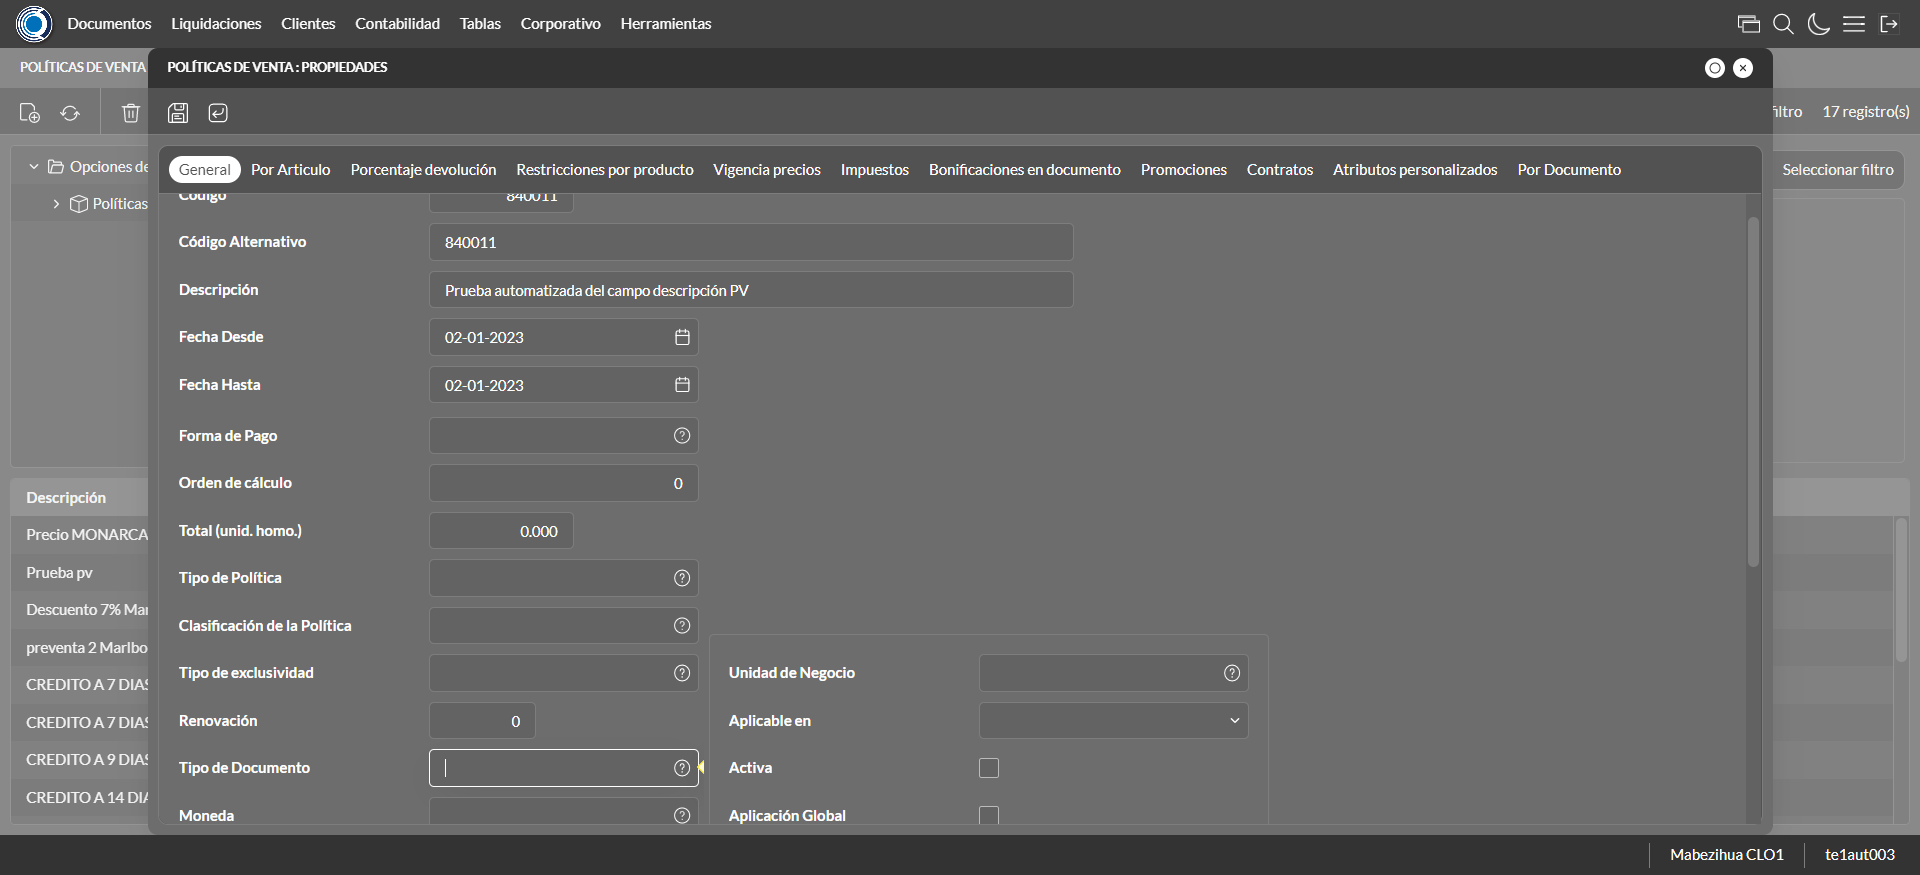 Documentos Liquidaciones Clientes Contabilidad Tablas Corporativo Herramientas
POLÍTICAS DE VENTA
POLÍTICAS DE VENTA : PROPIEDADES
17 registro(s)
General Por Articulo Porcentaje devolución Restricciones por producto Vigencia precios Impuestos Bonificaciones en documento Promociones Contratos Atributos personalizados Por Documento
Opciones de
Seleccionar filtro
Políticas
Código 840011
Código Alternativo 840011
Descripción Prueba automatizada del campo descripción PV
Fecha Desde 02-01-2023
Fecha Hasta 02-01-2023
Forma de Pago
Orden de cálculo 0
Total (unid. homo.) 0.000
Tipo de Política
Clasificación de la Política
Tipo de exclusividad
Renovación 0
Tipo de Documento
Moneda
Unidad de Negocio
Aplicable en
Activa
Aplicación Global
Descripción
Precio MONARCA
Prueba pv
Descuento 7% Mar
preventa 2 Marlbo
CREDITO A 7 DIAS
CREDITO A 7 DIAS
CREDITO A 9 DIAS
CREDITO A 14 DIA
Mabezihua CLO1 te1aut003